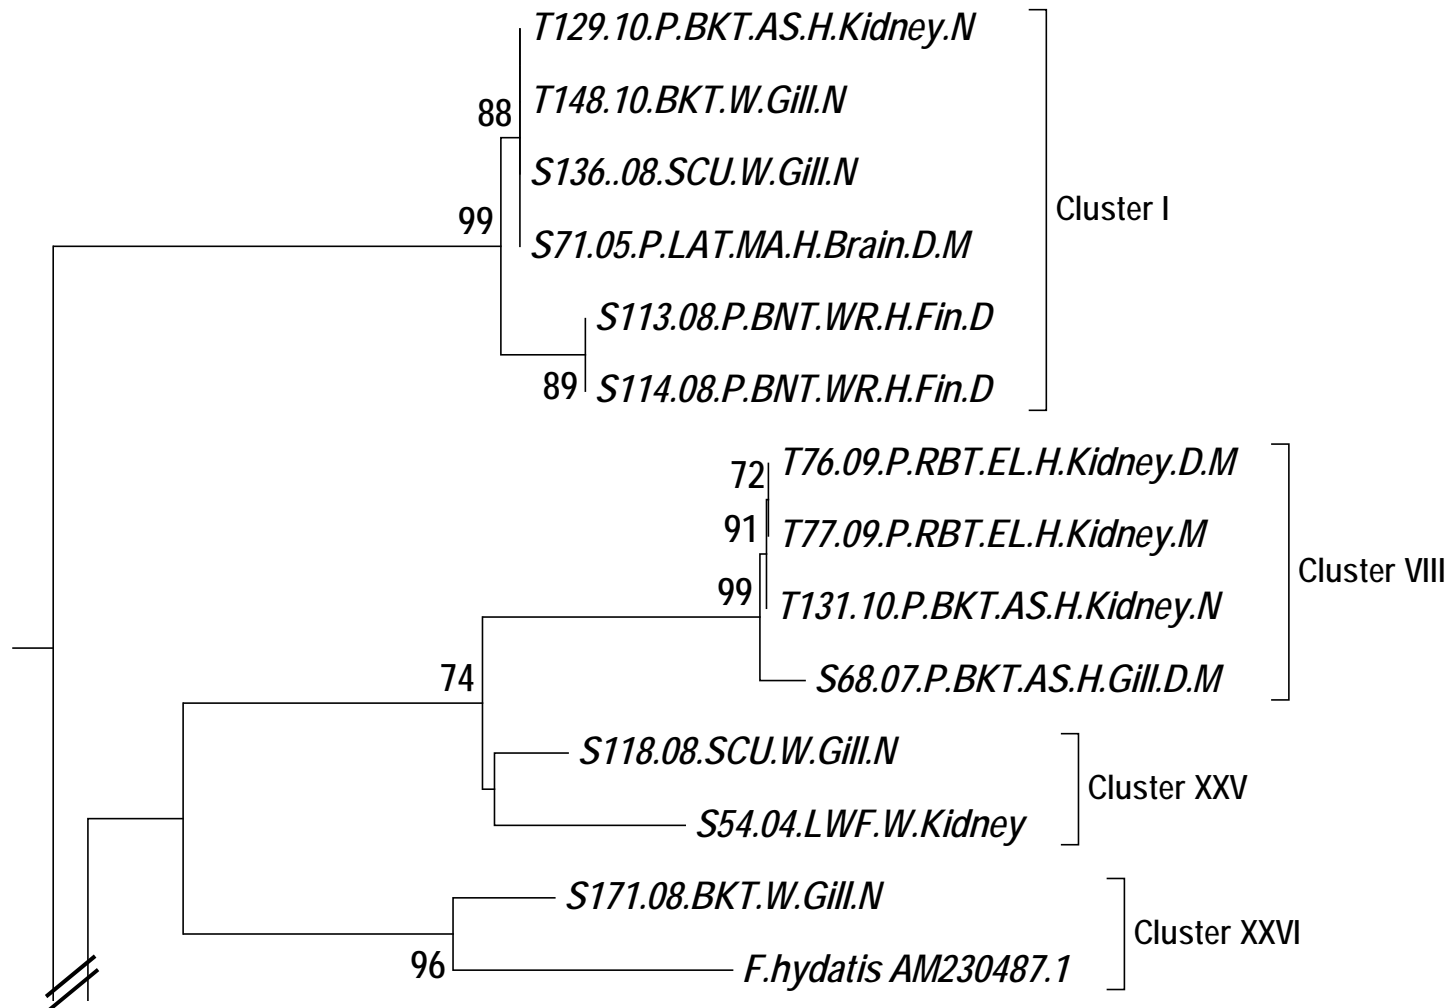 T129.10.P.BKT.AS.H.Kidney.N
88
T148.10.BKT.W.Gill.N
S136..08.SCU.W.Gill.N
99
Cluster I
S71.05.P.LAT.MA.H.Brain.D.M
S113.08.P.BNT.WR.H.Fin.D
89
S114.08.P.BNT.WR.H.Fin.D
72
T76.09.P.RBT.EL.H.Kidney.D.M
91
T77.09.P.RBT.EL.H.Kidney.M
Cluster VIII
99
T131.10.P.BKT.AS.H.Kidney.N
74
S68.07.P.BKT.AS.H.Gill.D.M
S118.08.SCU.W.Gill.N
Cluster XXV
S54.04.LWF.W.Kidney
S171.08.BKT.W.Gill.N
Cluster XXVI
96
F.hydatis AM230487.1